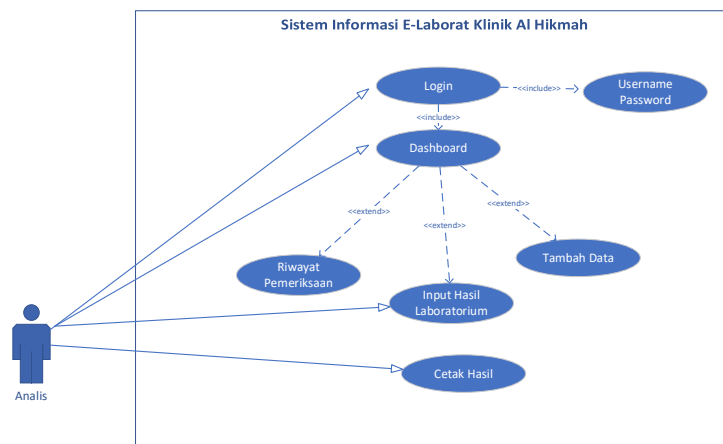 Sistem Informasi E-Laborat Klinik Al Hikmah
Login
<<include>>
Username
Password
<<include>>
Dashboard
<<extend>>
<<extend>>
<<extend>>
Riwayat
Pemeriksaan
Tambah Data
Input Hasil
Laboratorium
Cetak Hasil
Analis